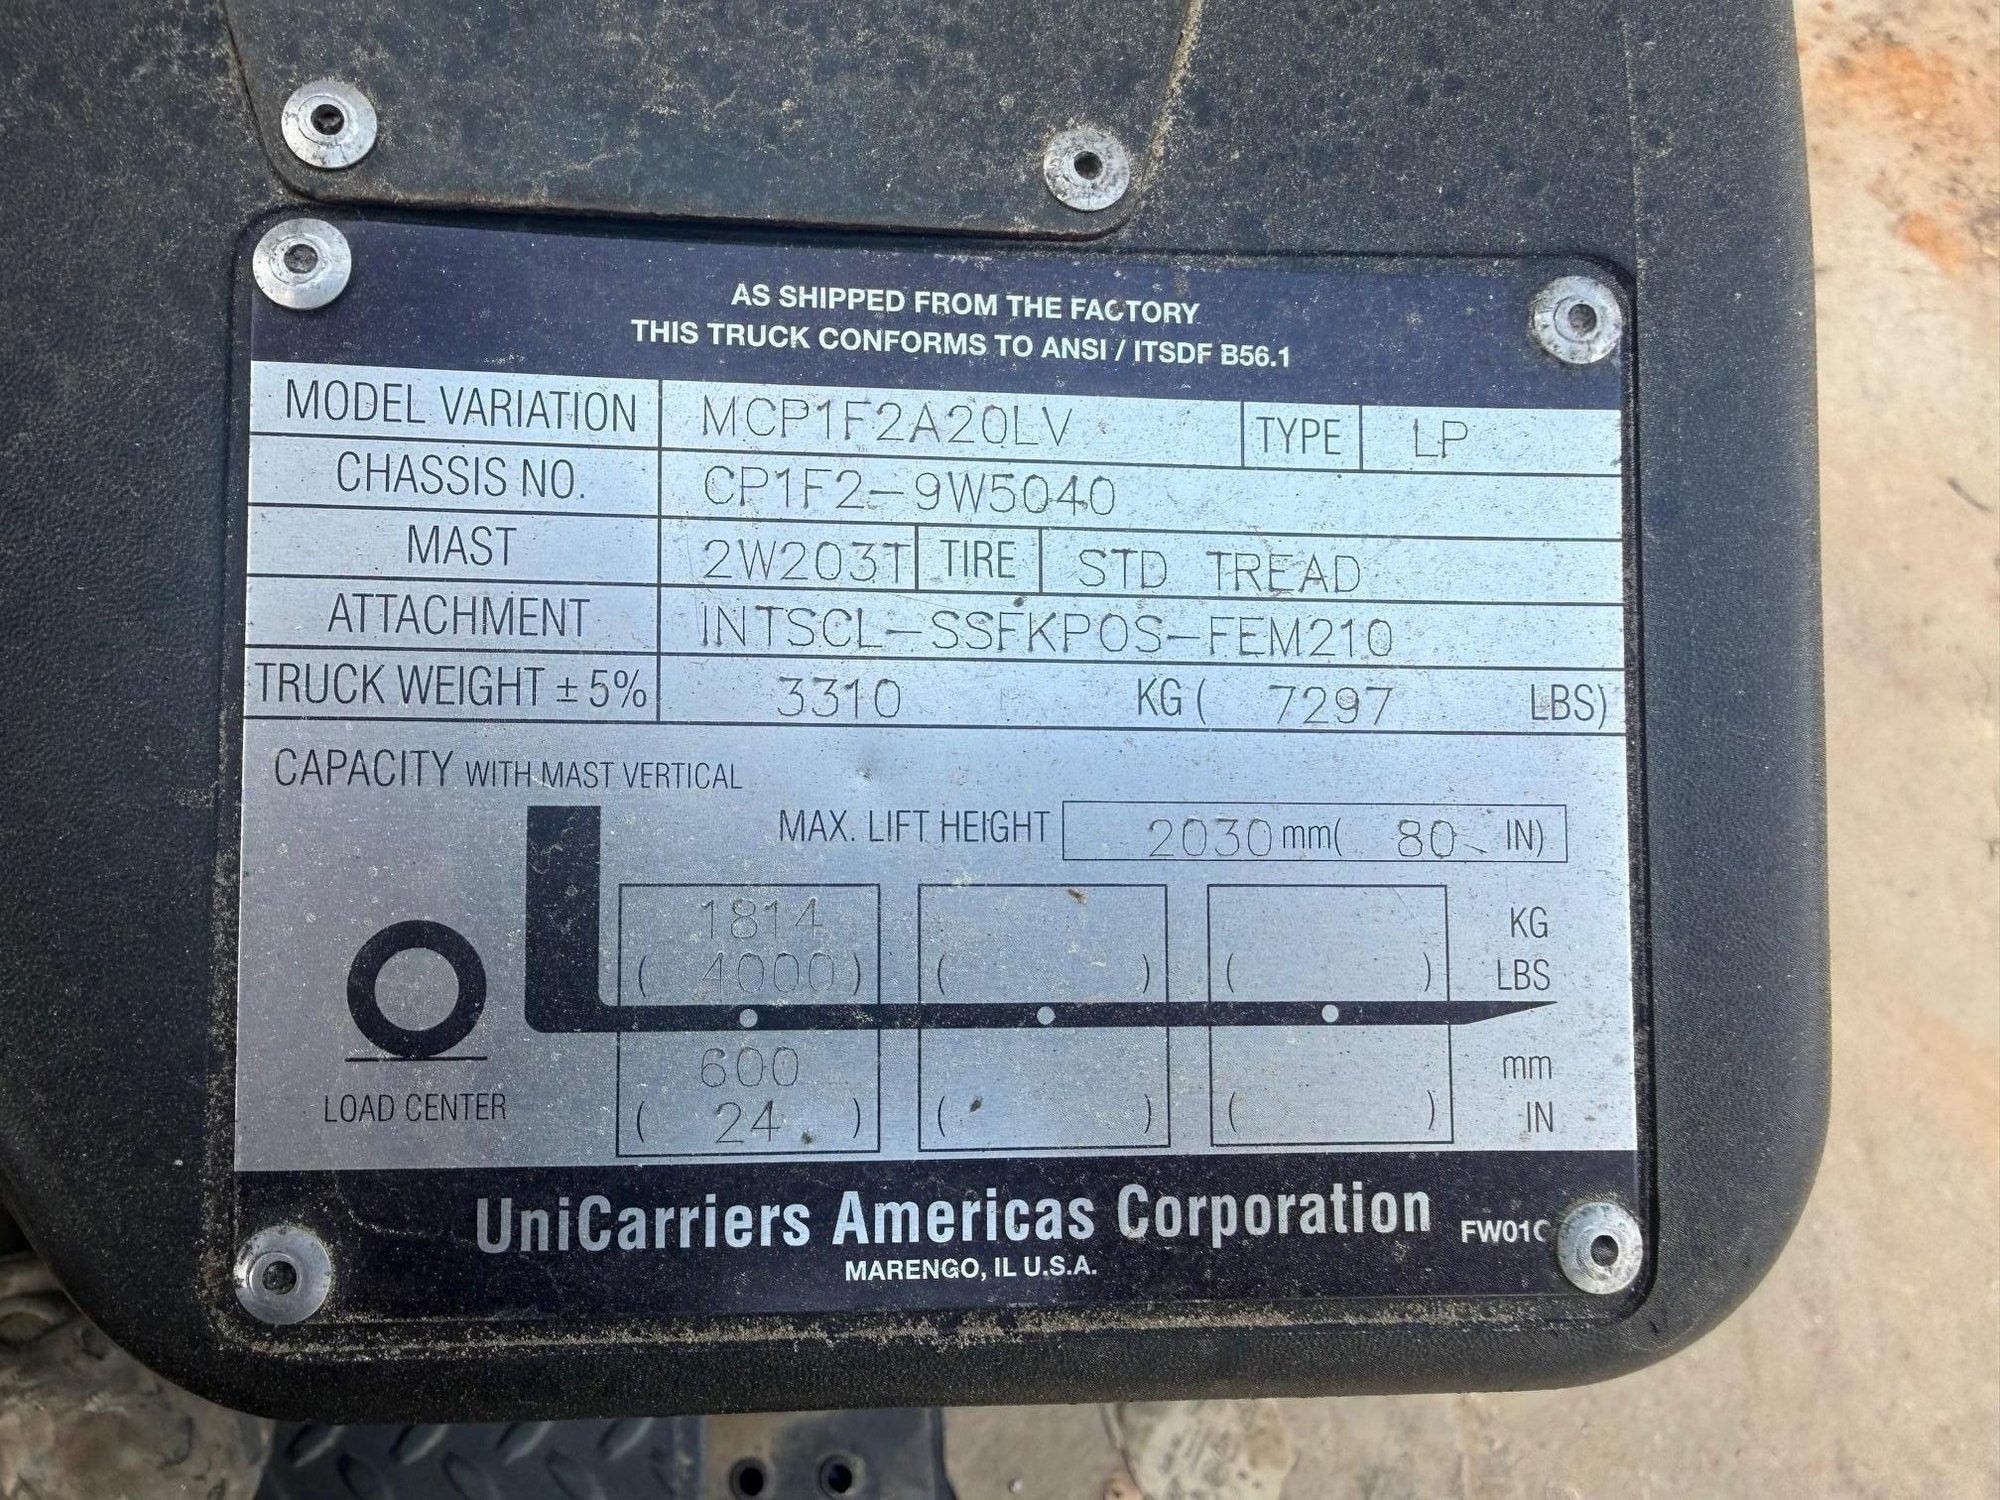 AS SHIPPED FROM THE FACTORY
THIS TRUCK CONFORMS TO ANSI / ITSDF B56.1
MODEL VARIATION MCP1F2A20LV TYPE LP
CHASSIS NO. CP1F2-9W5040
MAST 2W203T TIRE STD TREAD
ATTACHMENT INTSCL-SSFKPOS-FEM210
TRUCK WEIGHT ± 5% 3310 KG ( 7297 LBS)
CAPACITY WITH MAST VERTICAL
MAX. LIFT HEIGHT 2030 mm( 80 IN)
1814 KG
( 4000 ) ( ) ( ) LBS
600 mm
LOAD CENTER ( 24 ) ( ) ( ) IN
UniCarriers Americas Corporation FW01C
MARENGO, IL U.S.A.